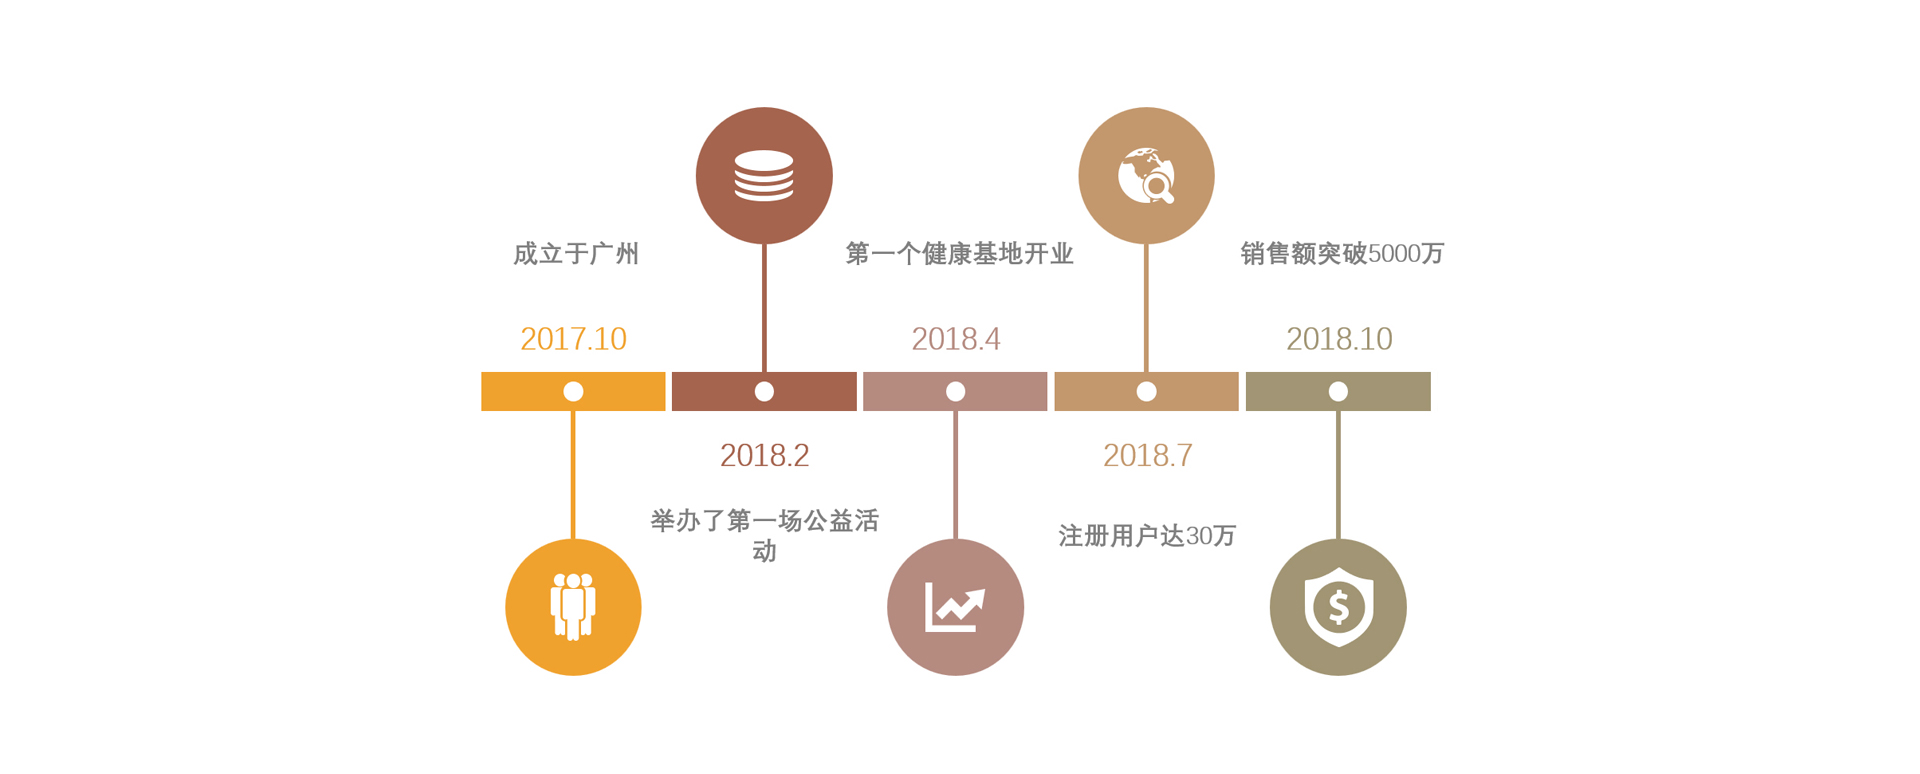 成立于广州
2017.10
2018.2
举办了第一场公益活
动
第一个健康基地开业
2018.4
2018.7
注册用户达30万
销售额突破5000万
2018.10